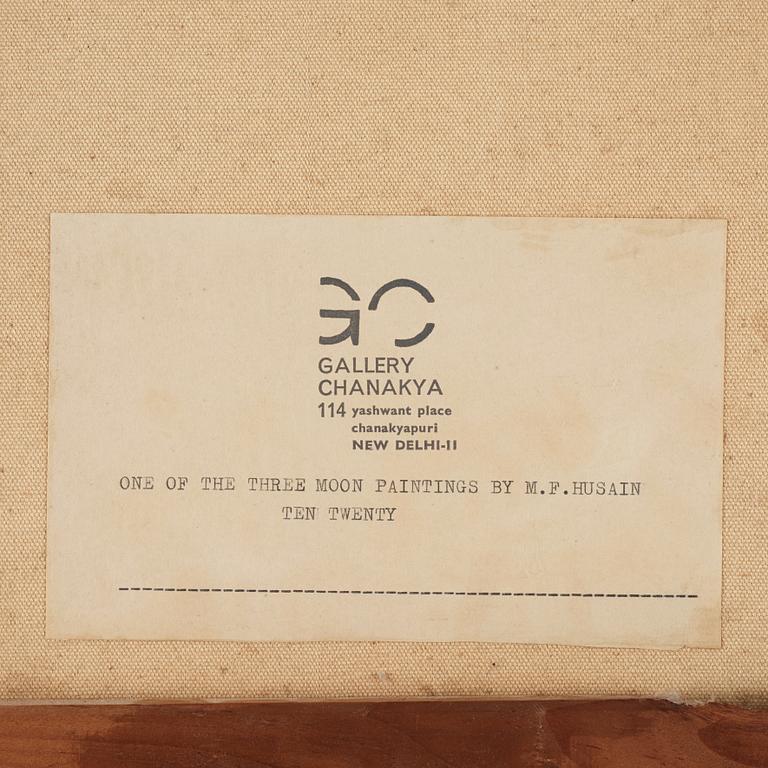 GC
GALLERY
CHANAKYA
114 yashwant place
chanakyapuri
NEW DELHI-II
ONE OF THE THREE MOON PAINTINGS BY M.F.HUSAIN
TEN TWENTY